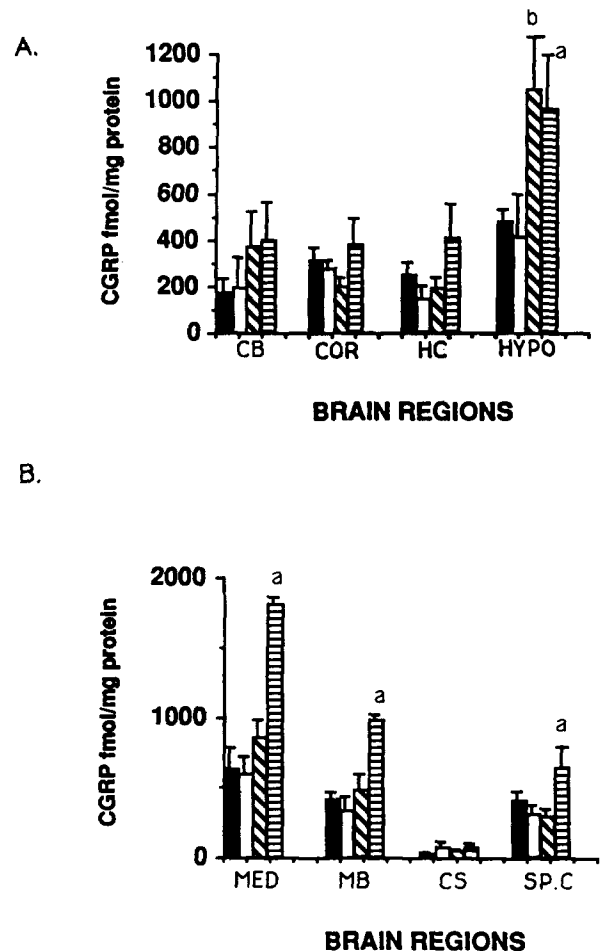 A.
b
a
CGRP fmol/mg protein
1200
1000
800
600
400
200
0
CB COR HC HYPO
BRAIN REGIONS
B.
a
a
a
CGRP fmol/mg protein
2000
1000
0
MED MB CS SP.C
BRAIN REGIONS